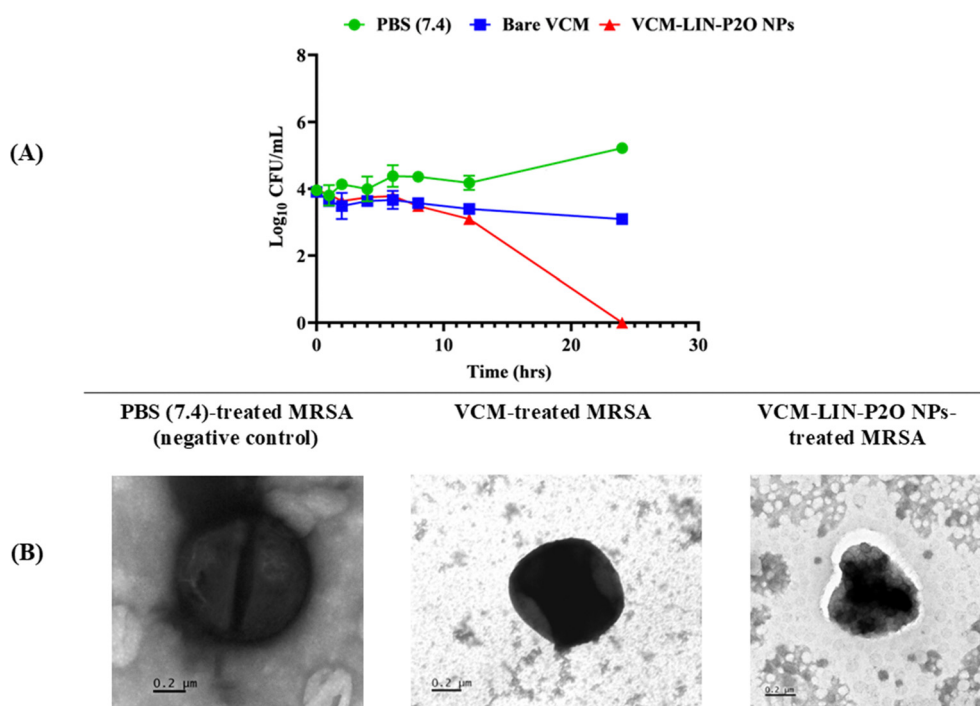 PBS (7.4) Bare VCM VCM-LIN-P2O NPs
(A)
Log10 CFU/mL
8
6
4
2
0
0 10 20 30
Time (hrs)
PBS (7.4)-treated MRSA
(negative control)
VCM-treated MRSA
VCM-LIN-P2O NPs-
treated MRSA
(B)
0.2 µm
0.2 µm
0.2 µm